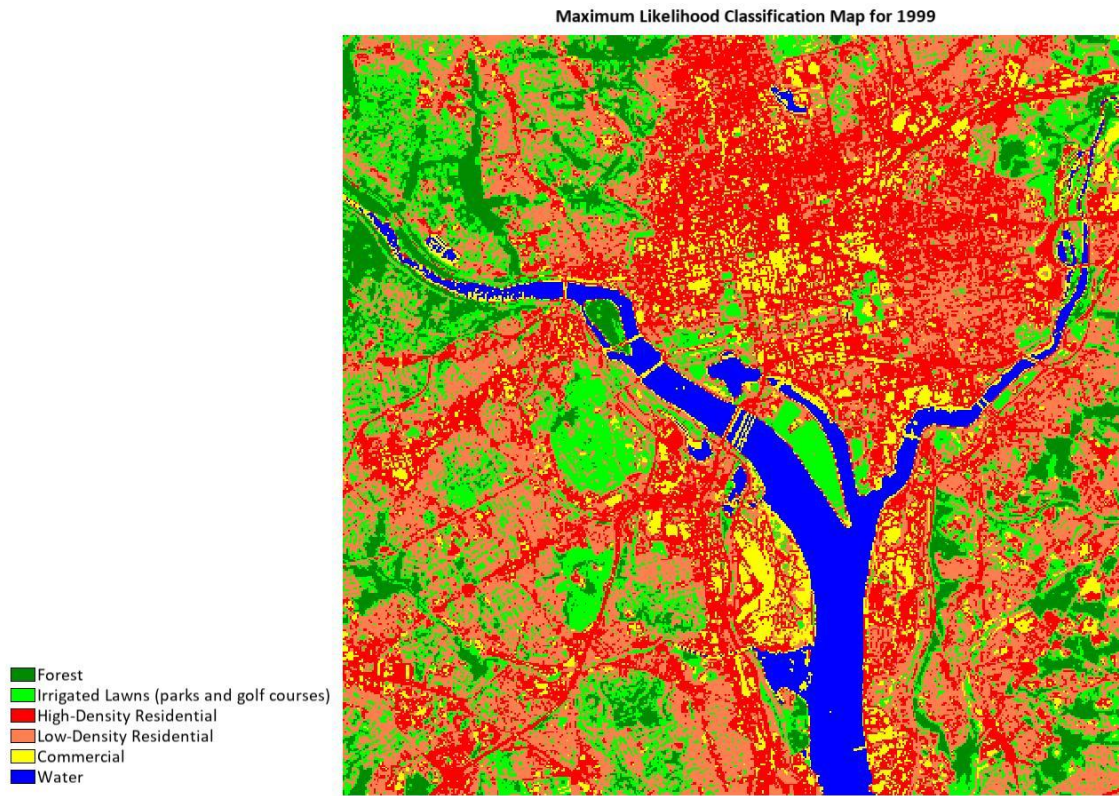 Maximum Likelihood Classification Map for 1999
Forest
Irrigated Lawns (parks and golf courses)
High-Density Residential
Low-Density Residential
Commercial
Water